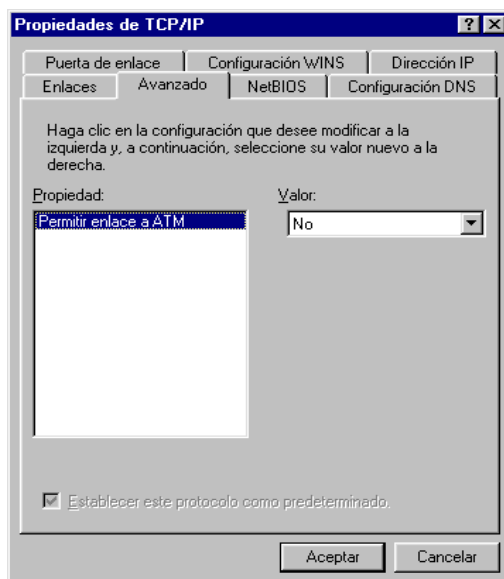 Propiedades de TCP/IP
Puerta de enlace
Configuración WINS
Dirección IP
Enlaces
Avanzado
NetBIOS
Configuración DNS
Haga clic en la configuración que desee modificar a la
izquierda y, a continuación, seleccione su valor nuevo a la
derecha.
Propiedad:
Valor:
Permitir enlace a ATM
No
Establecer este protocolo como predeterminado.
Aceptar
Cancelar